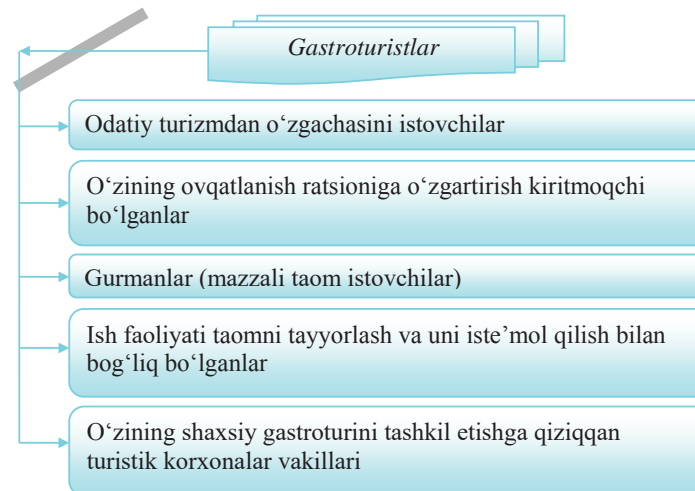 Gastroturistlar
Odatiy turizmdan o‘zgachasini istovchilar
O‘zining ovqatlanish ratsioniga o‘zgartirish kiritmoqchi
bo‘lganlar
Gurmanlar (mazzali taom istovchilar)
Ish faoliyati taomni tayyorlash va uni iste’mol qilish bilan
bog‘liq bo‘lganlar
O‘zining shaxsiy gastroturini tashkil etishga qiziqqan
turistik korxonalar vakillari